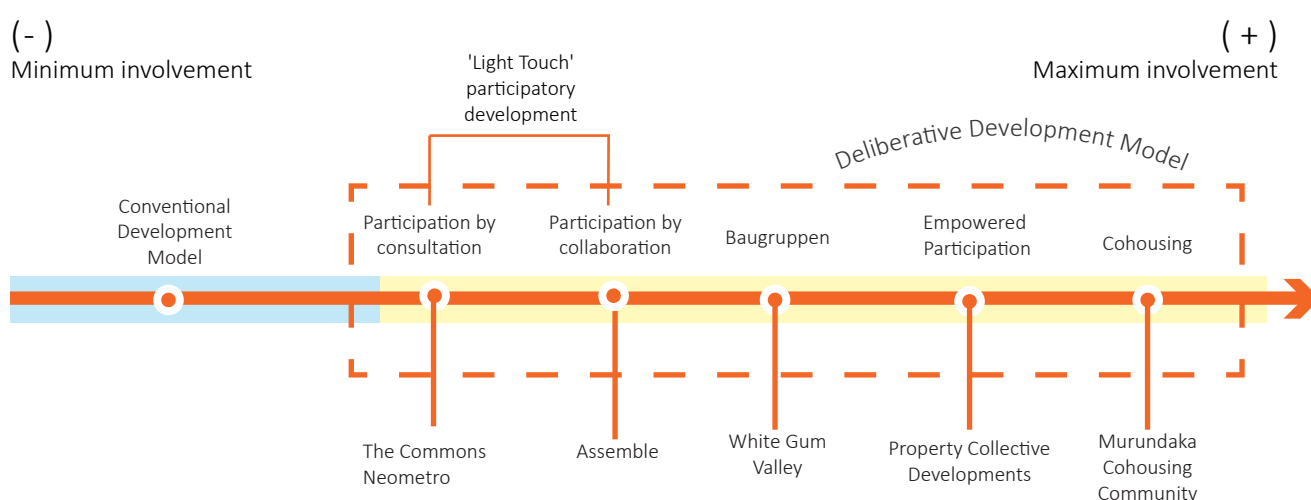 (- )
Minimum involvement
( + )
Maximum involvement
'Light Touch'
participatory
development
Deliberative Development Model
Conventional
Development
Model
Participation by
consultation
Participation by
collaboration
Baugruppen
Empowered
Participation
Cohousing
The Commons
Neometro
Assemble
White Gum
Valley
Property Collective
Developments
Murundaka
Cohousing
Community